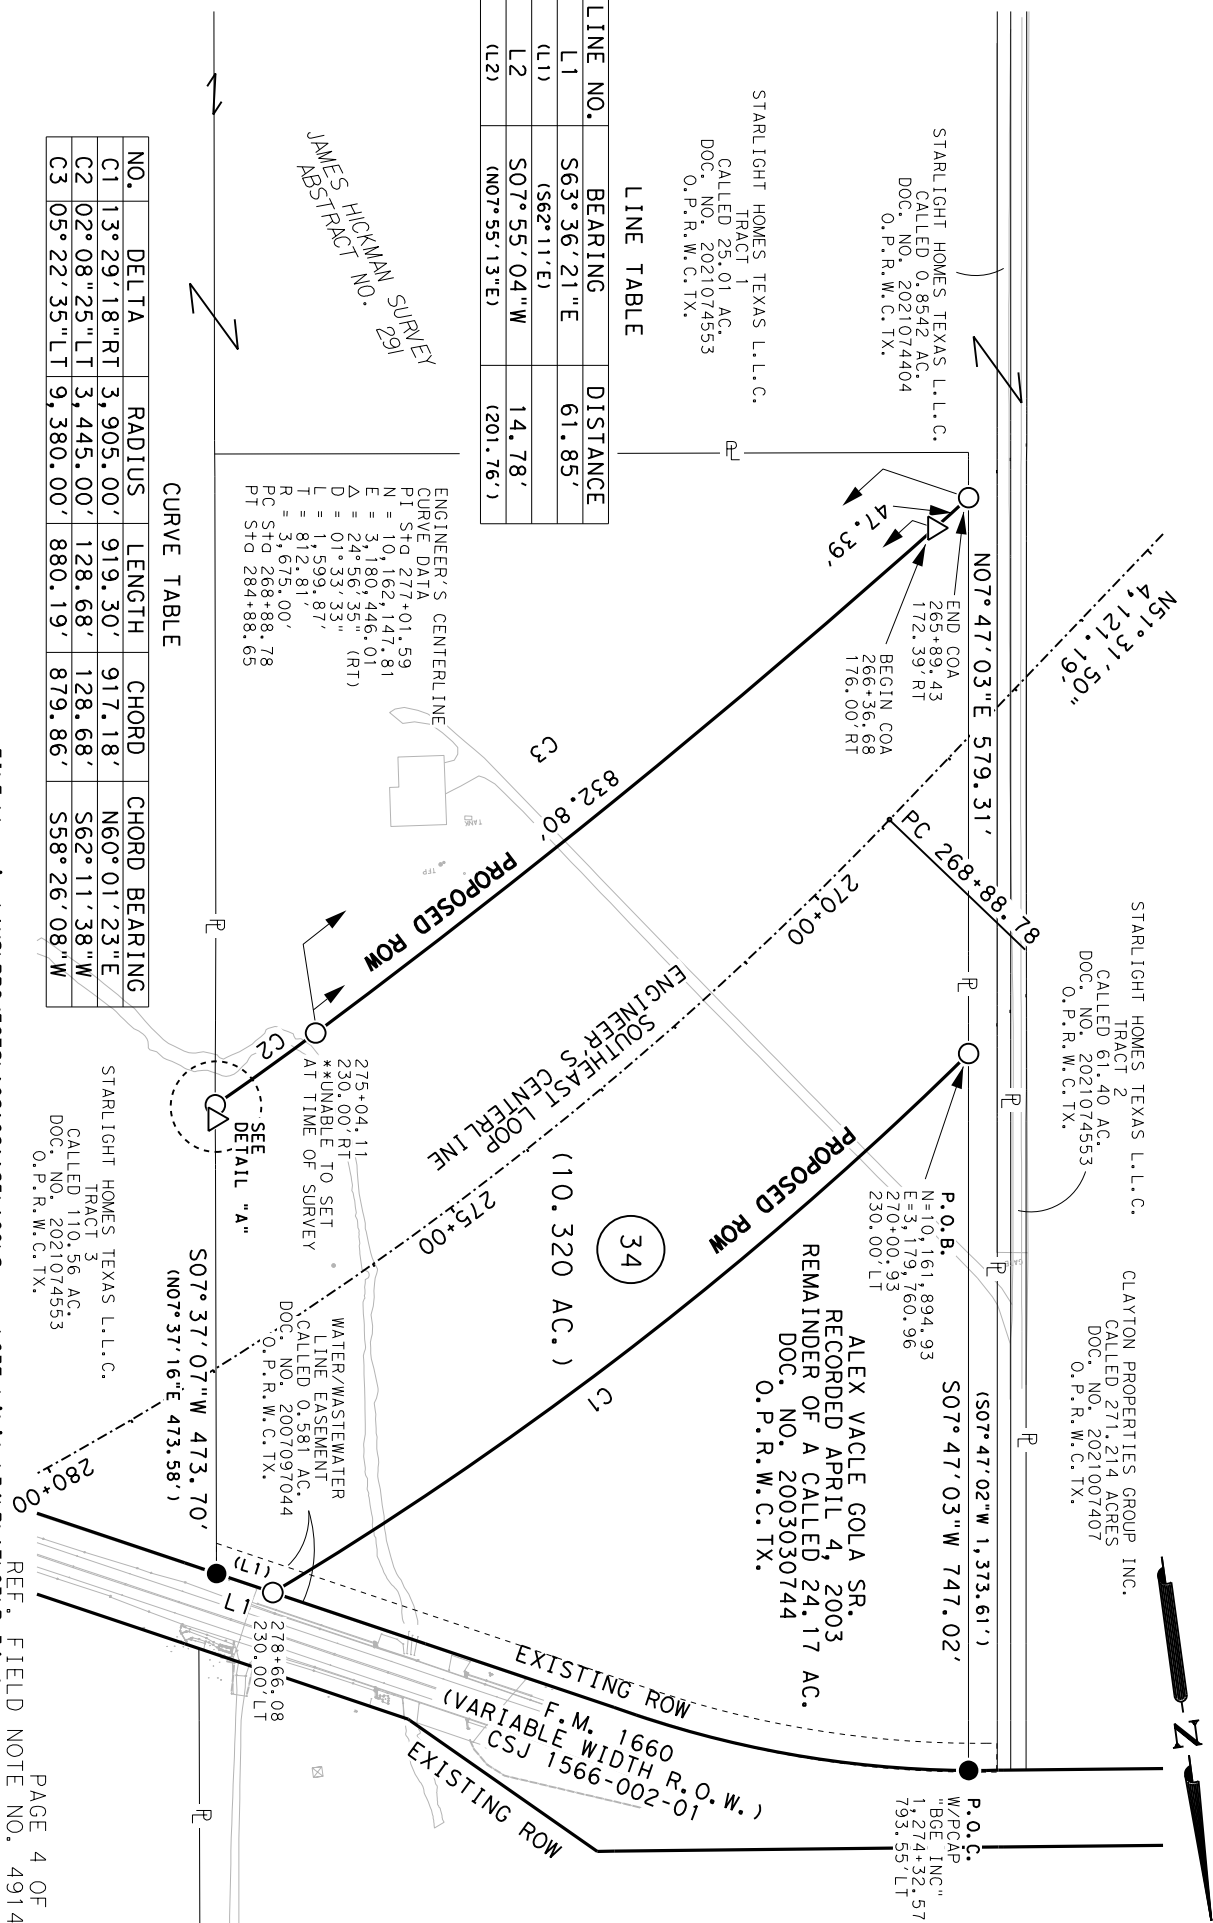 LINE TABLE
LINE NO. BEARING DISTANCE
L1 S63°36'21"E 61.85'
(L1) (S62°11'E)
L2 S07°55'04"W 14.78'
(L2) (N07°55'13"E) (201.76')
CURVE TABLE
NO. DELTA RADIUS LENGTH CHORD CHORD BEARING
C1 13°29'18"RT 3,905.00' 919.30' 917.18' N60°01'23"E
C2 02°08'25"LT 3,445.00' 128.68' 128.68' S62°11'38"W
C3 05°22'35"LT 9,380.00' 880.19' 879.86' S58°26'08"W
STARLIGHT HOMES TEXAS L.L.C.
CALLED 0.8542 AC.
DOC. NO. 2021074404
O.P.R.W.C.TX.
STARLIGHT HOMES TEXAS L.L.C.
TRACT 1
CALLED 25.01 AC.
DOC. NO. 2021074553
O.P.R.W.C.TX.
JAMES HICKMAN SURVEY
ABSTRACT NO. 291
ENGINEER'S CENTERLINE
CURVE DATA
PI Sta 277+01.59
N = 10,162,147.81
E = 3,180,446.01
Δ = 24°56'35" (RT)
D = 01°33'33"
L = 1,599.87'
T = 812.81'
R = 3,675.00'
PC Sta 268+88.78
PT Sta 284+88.65
47.39'
END COA
265+89.43
172.39'RT
BEGIN COA
266+36.68
176.00'RT
N07°47'03"E 579.31'
N51°31'50"
4,121.19'
PC 268+88.78
270+00
C3
832.80'
PROPOSED ROW
TANK
TFP
SOUTHEAST LOOP
ENGINEER'S CENTERLINE
275+00
280+00
C2
275+04.11
230.00'RT
**UNABLE TO SET
AT TIME OF SURVEY
SEE
DETAIL "A"
STARLIGHT HOMES TEXAS L.L.C.
TRACT 2
CALLED 61.40 AC.
DOC. NO. 2021074553
O.P.R.W.C.TX.
CLAYTON PROPERTIES GROUP INC.
CALLED 271.214 ACRES
DOC. NO. 2021007407
O.P.R.W.C.TX.
STARLIGHT HOMES TEXAS L.L.C.
TRACT 3
CALLED 110.56 AC.
DOC. NO. 2021074553
O.P.R.W.C.TX.
P.O.B.
N=10,161,894.93
E=3,179,760.96
270+00.93
230.00'LT
GATE
PROPOSED ROW
C1
34
(10.320 AC.)
ALEX VACLE GOLA SR.
RECORDED APRIL 4, 2003
REMAINDER OF A CALLED 24.17 AC.
DOC. NO. 2003030744
O.P.R.W.C.TX.
(S07°47'02"W 1,373.61')
S07°47'03"W 747.02'
WATER/WASTEWATER
LINE EASEMENT
CALLED 0.581 AC.
DOC. NO. 2007097044
O.P.R.W.C.TX.
S07°37'07"W 473.70'
(N07°37'16"E 473.58')
(L1)
L1
278+66.08
230.00'LT
EXISTING ROW
F.M. 1660
(VARIABLE WIDTH R.O.W.)
CSJ 1566-002-01
EXISTING ROW
P.O.C.
W/PCAP
"BGE INC"
1,274+32.57
793.55'LT
N
PL
PL
PL
PL
PL
PL
PL
PAGE 4 OF
REF. FIELD NOTE NO. 4914